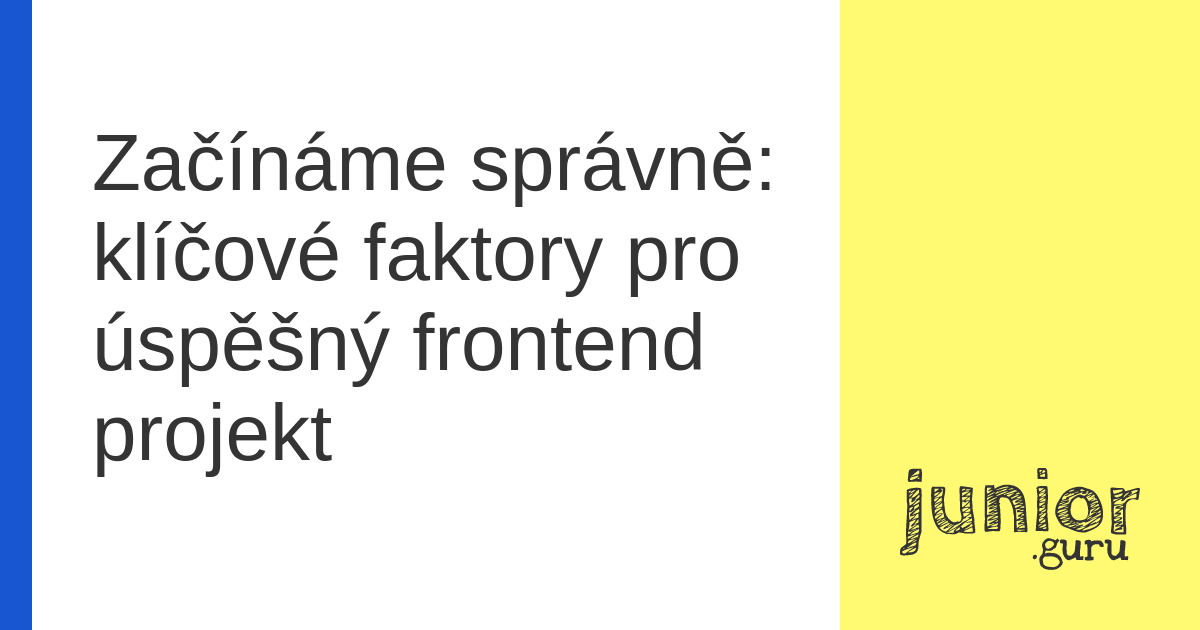 Začínáme správně:
klíčové faktory pro
úspěšný frontend
projekt
junior
.guru